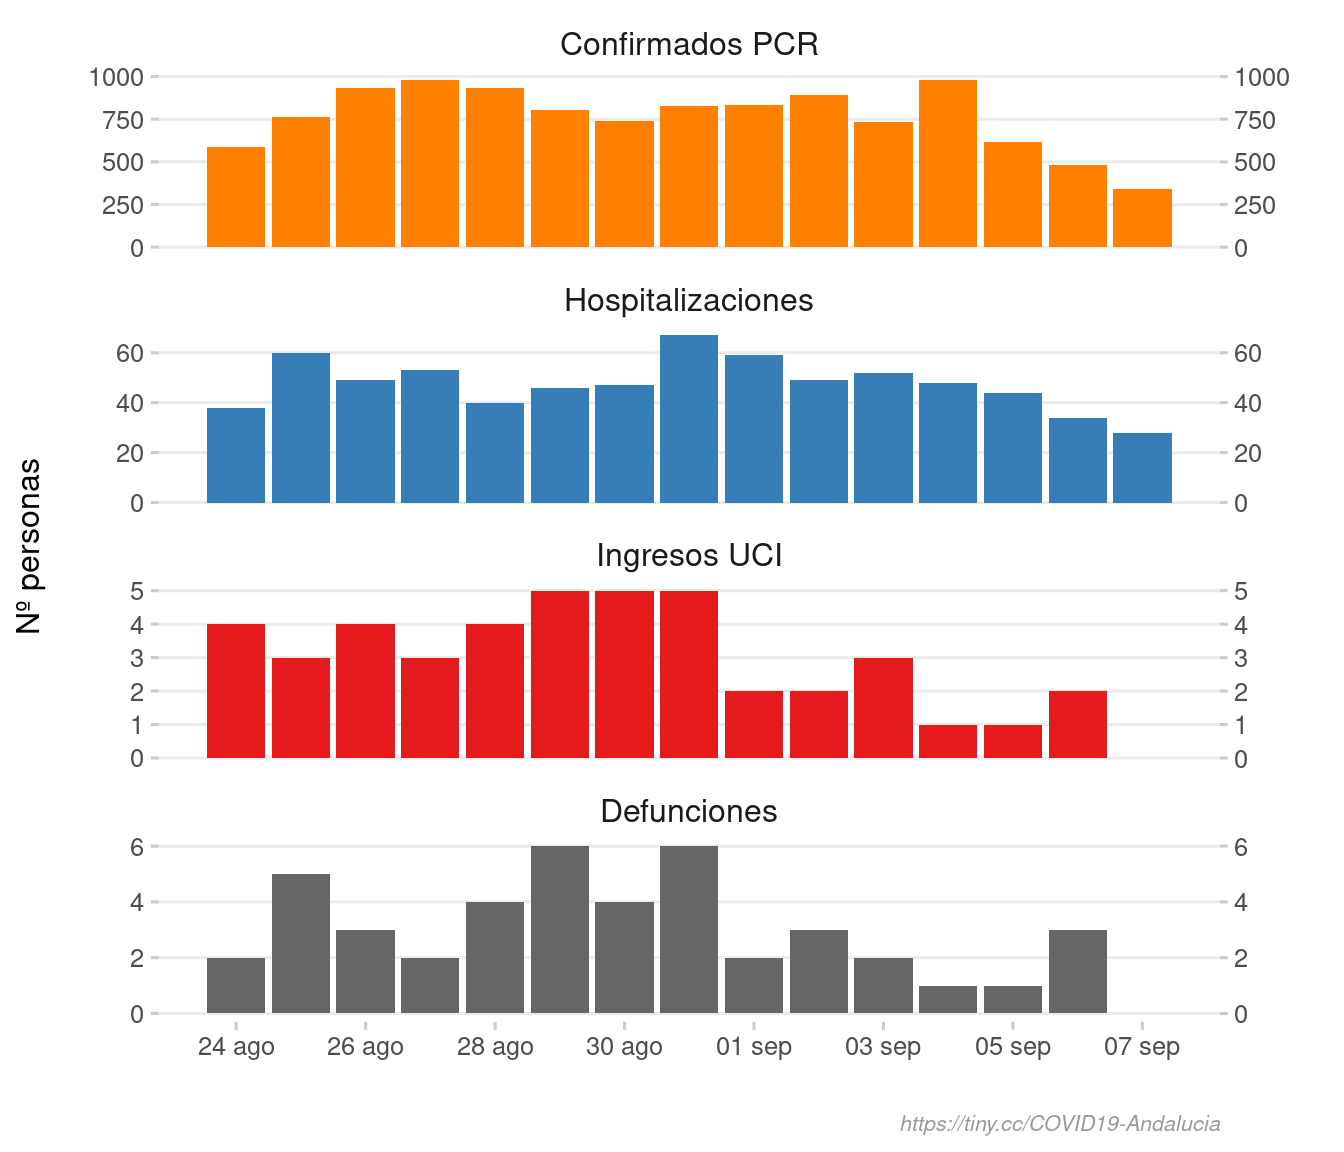 Confirmados PCR
1000 1000
750 750
500 500
250 250
0 0
Hospitalizaciones
60 60
40 40
20 20
0 0
Nº personas
Ingresos UCI
5 5
4 4
3 3
2 2
1 1
0 0
Defunciones
6 6
4 4
2 2
0 0
24 ago 26 ago 28 ago 30 ago 01 sep 03 sep 05 sep 07 sep
https://tiny.cc/COVID19-Andalucia